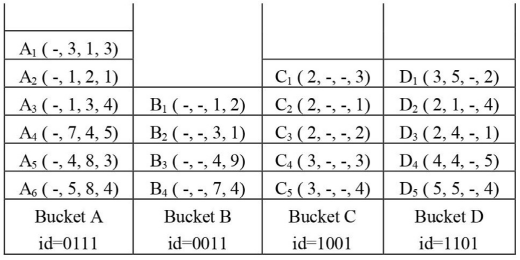 A1 ( -, 3, 1, 3)
A2 ( -, 1, 2, 1) C1 ( 2, -, -, 3) D1 ( 3, 5, -, 2)
A3 ( -, 1, 3, 4) B1 ( -, -, 1, 2) C2 ( 2, -, -, 1) D2 ( 2, 1, -, 4)
A4 ( -, 7, 4, 5) B2 ( -, -, 3, 1) C3 ( 2, -, -, 2) D3 ( 2, 4, -, 1)
A5 ( -, 4, 8, 3) B3 ( -, -, 4, 9) C4 ( 3, -, -, 3) D4 ( 4, 4, -, 5)
A6 ( -, 5, 8, 4) B4 ( -, -, 7, 4) C5 ( 3, -, -, 4) D5 ( 5, 5, -, 4)
Bucket A Bucket B Bucket C Bucket D
id=0111 id=0011 id=1001 id=1101